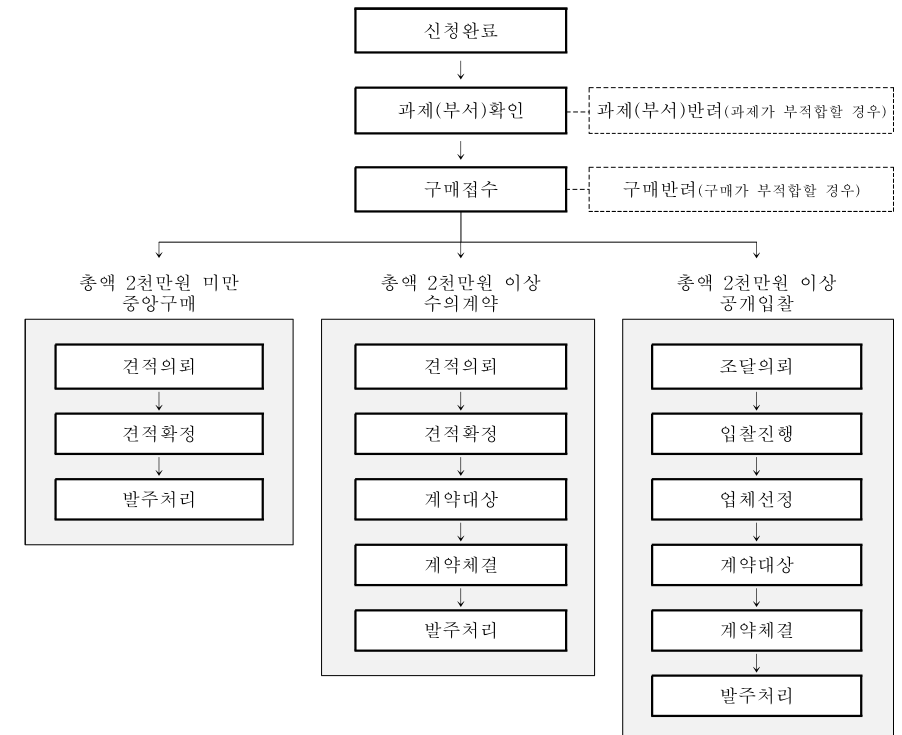 신청완료
과제(부서)확인
과제(부서)반려(과제가 부적합할 경우)
구매접수
구매반려(구매가 부적합할 경우)
총액 2천만원 미만
중앙구매
견적의뢰
견적확정
발주처리
총액 2천만원 이상
수의계약
견적의뢰
견적확정
계약대상
계약체결
발주처리
총액 2천만원 이상
공개입찰
조달의뢰
입찰진행
업체선정
계약대상
계약체결
발주처리